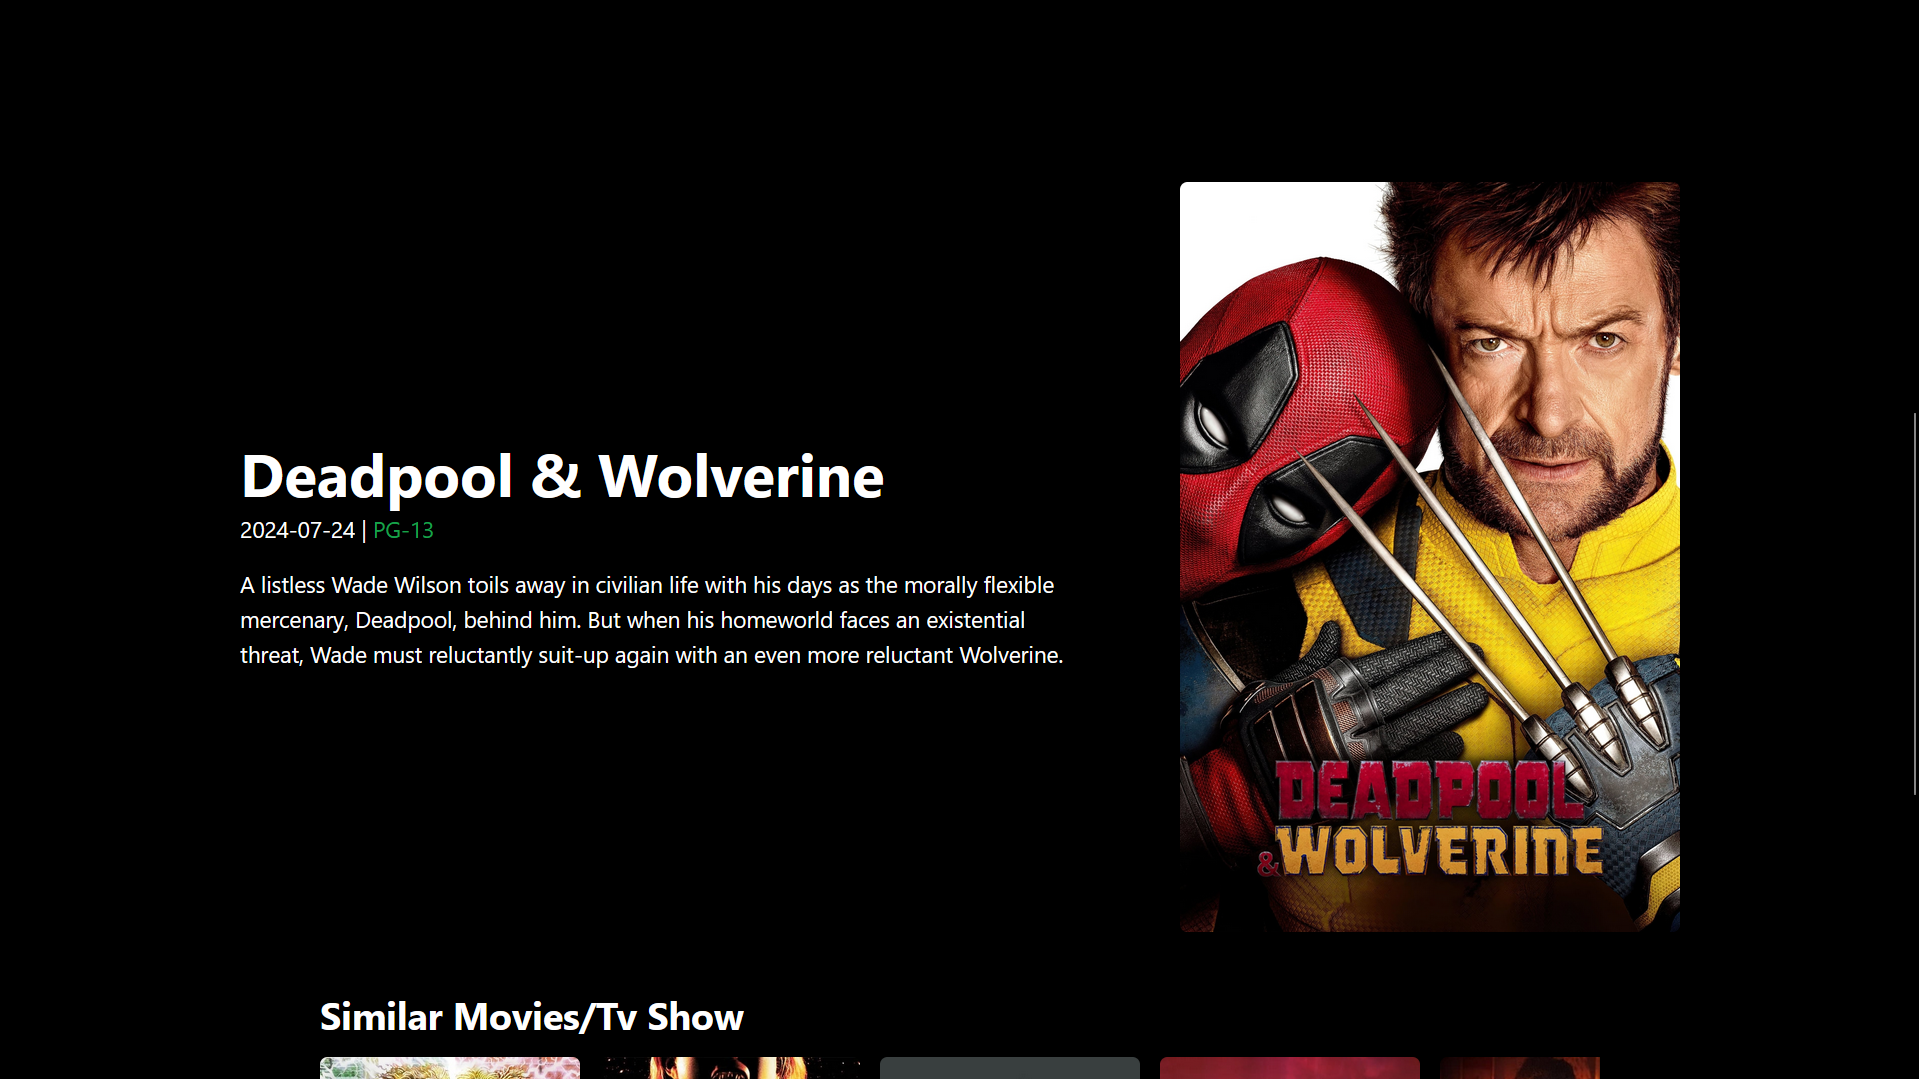 Deadpool & Wolverine
2024-07-24 | PG-13
A listless Wade Wilson toils away in civilian life with his days as the morally flexible
mercenary, Deadpool, behind him. But when his homeworld faces an existential
threat, Wade must reluctantly suit-up again with an even more reluctant Wolverine.
DEADPOOL
&WOLVERINE
Similar Movies/Tv Show